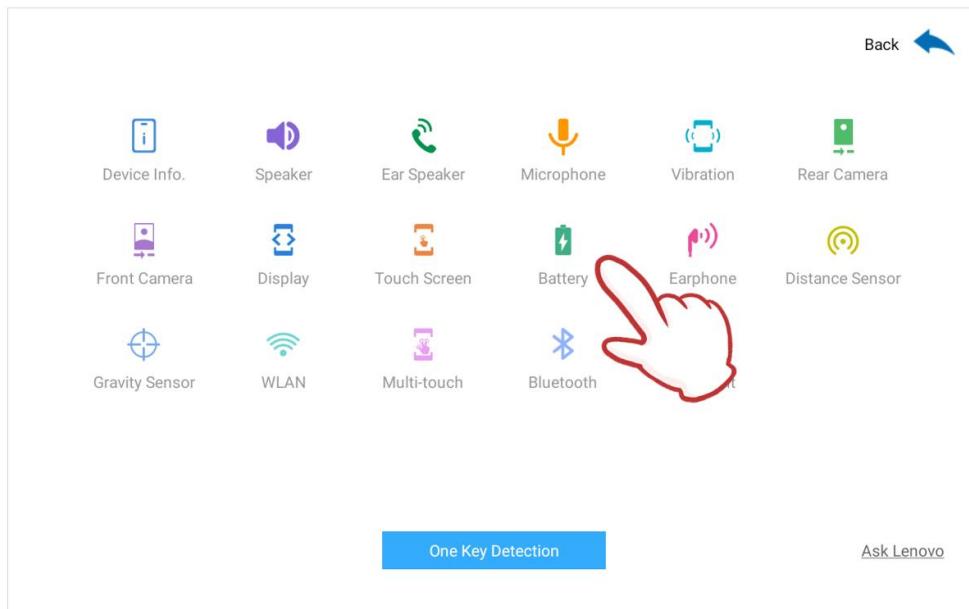 Back
Device Info.
Speaker
Ear Speaker
Microphone
Vibration
Rear Camera
Front Camera
Display
Touch Screen
Battery
Earphone
Distance Sensor
Gravity Sensor
WLAN
Multi-touch
Bluetooth
One Key Detection
Ask Lenovo